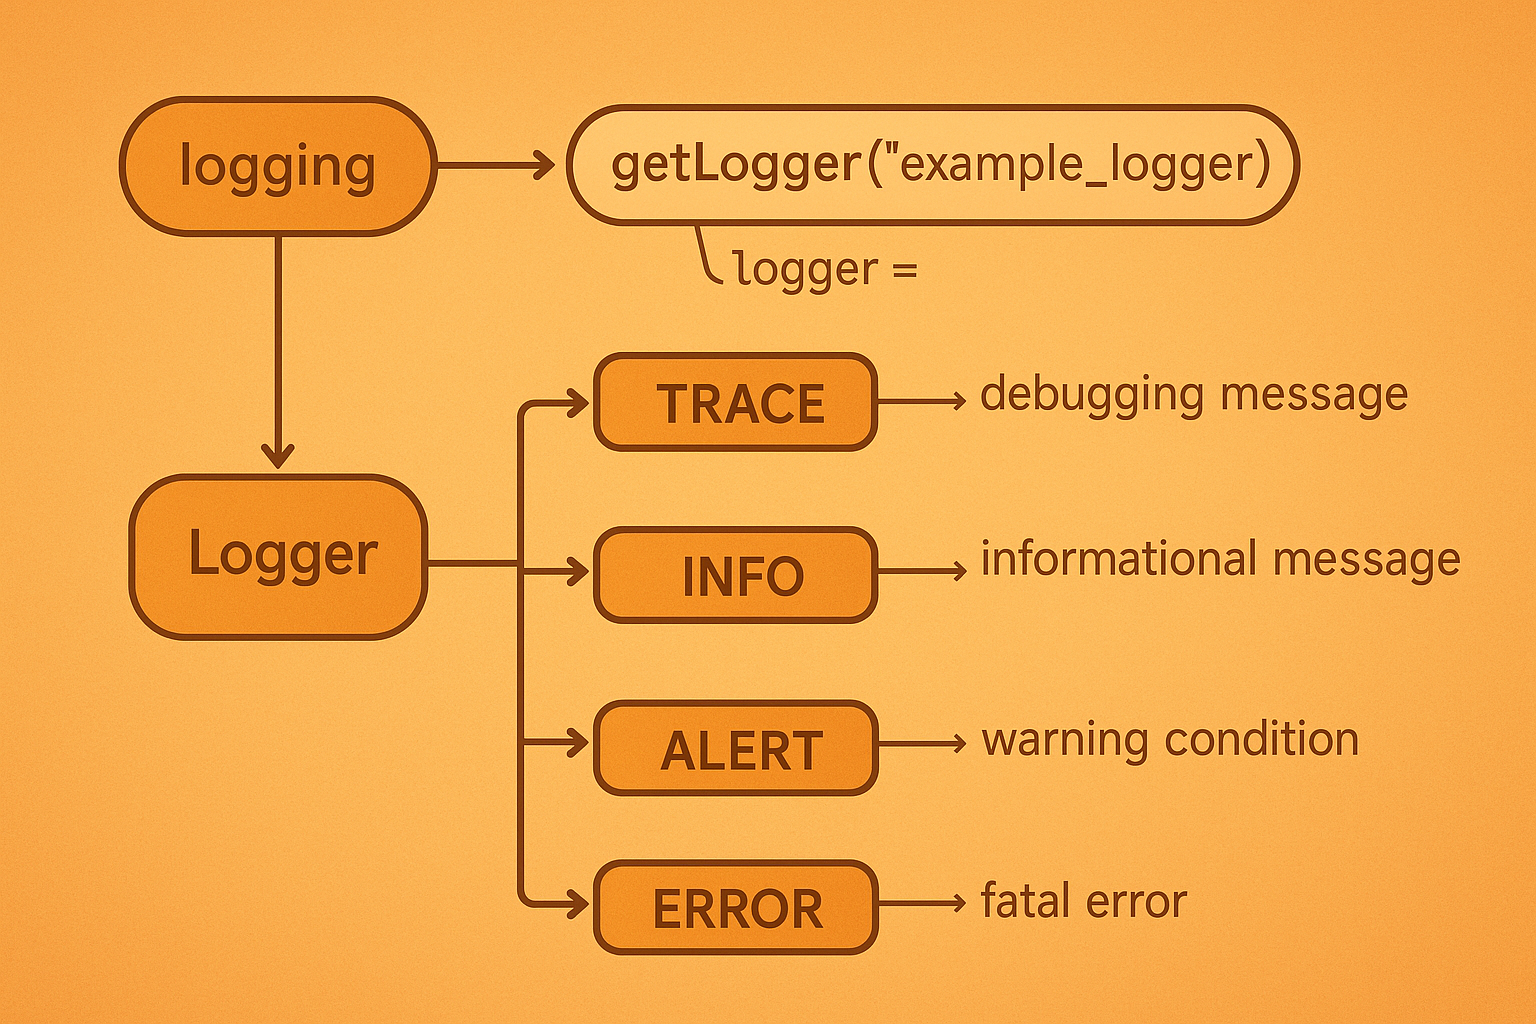 logging
getLogger("example_logger)
logger =
TRACE
debugging message
Logger
INFO
informational message
ALERT
warning condition
ERROR
fatal error